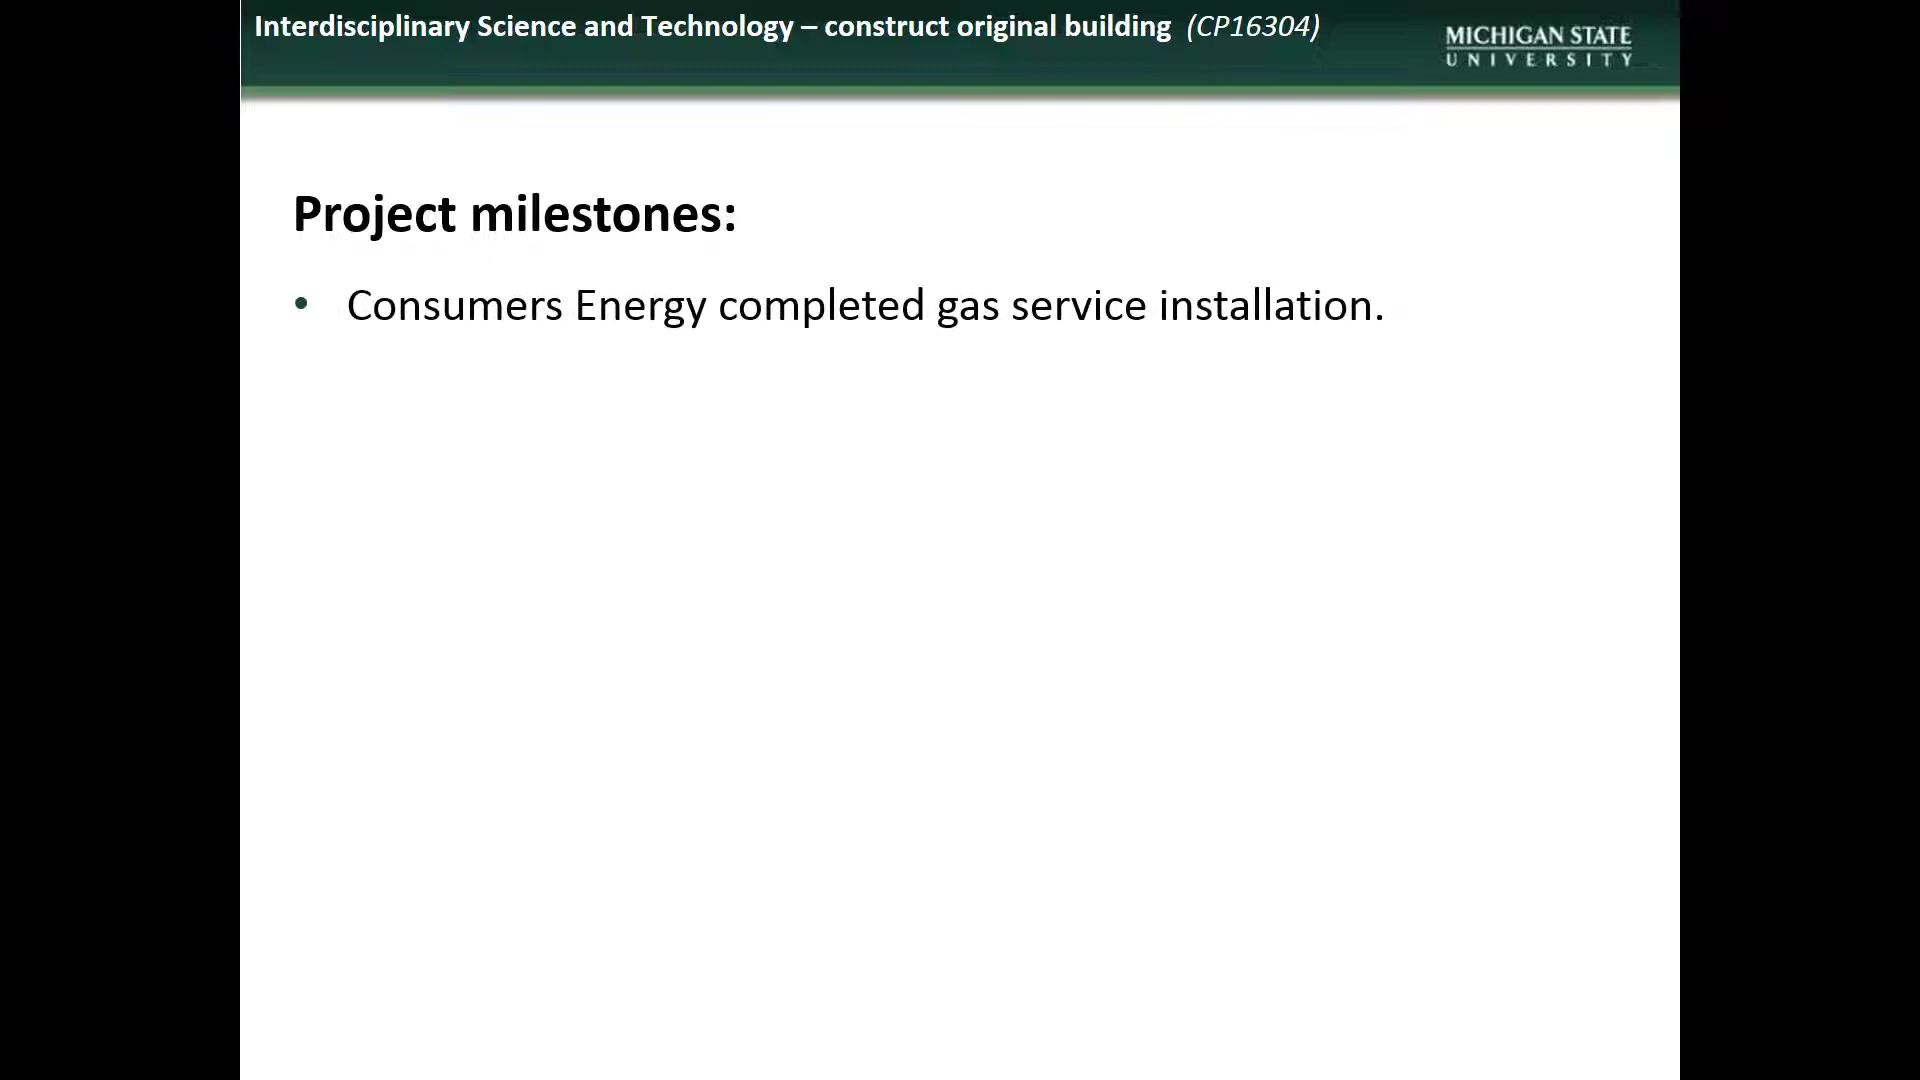 Interdisciplinary Science and Technology – construct original building (CP16304)
MICHIGAN STATE
UNIVERSITY
Project milestones:
• Consumers Energy completed gas service installation.